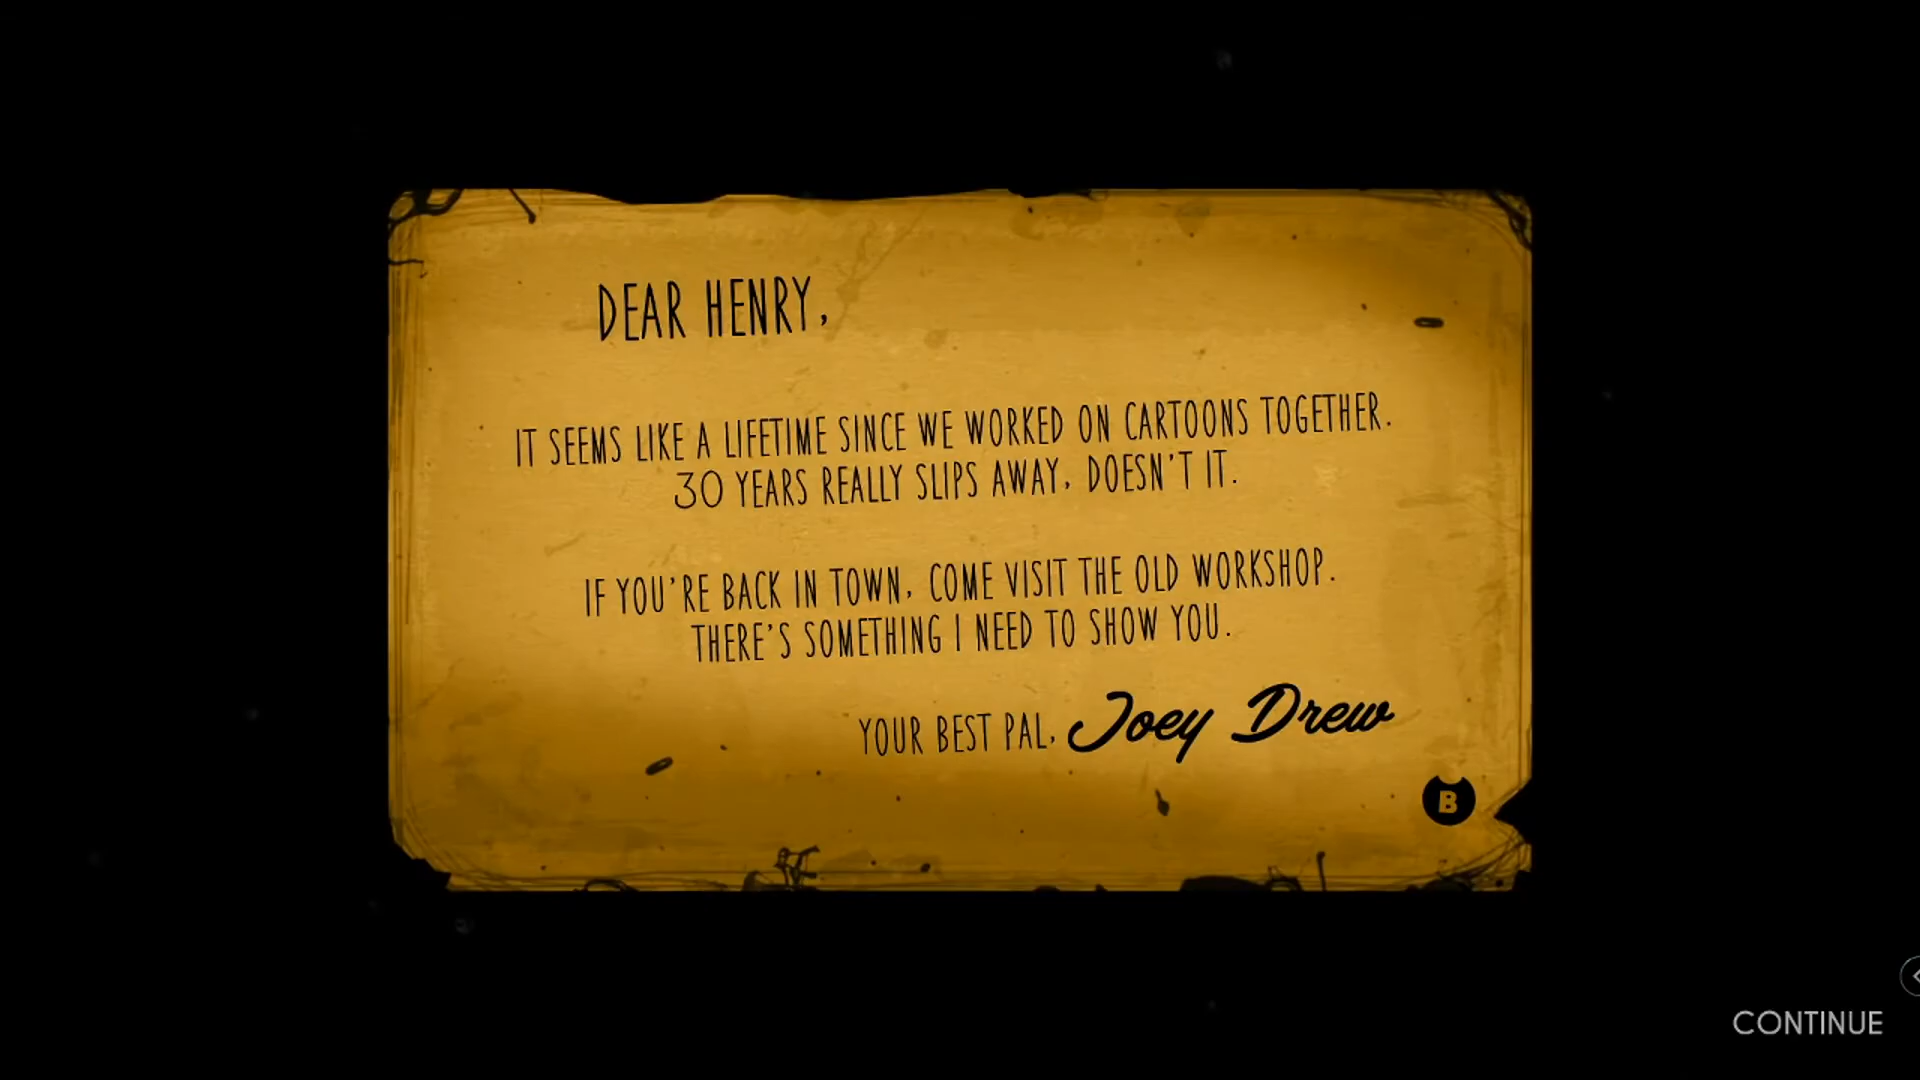 DEAR HENRY,
IT SEEMS LIKE A LIFETIME SINCE WE WORKED ON CARTOONS TOGETHER.
30 YEARS REALLY SLIPS AWAY, DOESN'T IT.
IF YOU'RE BACK IN TOWN, COME VISIT THE OLD WORKSHOP.
THERE'S SOMETHING I NEED TO SHOW YOU.
YOUR BEST PAL, Joey Drew
B
CONTINUE